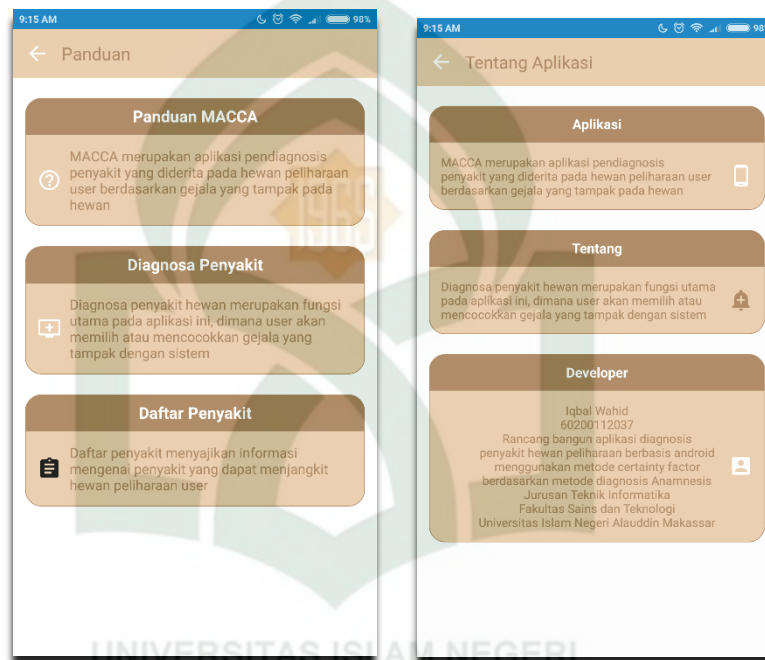 9:15 AM
98%
Panduan
Panduan MACCA
MACCA merupakan aplikasi pendiagnosis
penyakit yang diderita pada hewan peliharaan
user berdasarkan gejala yang tampak pada
hewan
Diagnosa Penyakit
Diagnosa penyakit hewan merupakan fungsi
utama pada aplikasi ini, dimana user akan
memilih atau mencocokkan gejala yang
tampak dengan sistem
Daftar Penyakit
Daftar penyakit menyajikan informasi
mengenai penyakit yang dapat menjangkit
hewan peliharaan user
9:15 AM
98%
Tentang Aplikasi
Aplikasi
MACCA merupakan aplikasi pendiagnosis
penyakit yang diderita pada hewan peliharaan user
berdasarkan gejala yang tampak pada hewan
Tentang
Diagnosa penyakit hewan merupakan fungsi utama
pada aplikasi ini, dimana user akan memilih atau
mencocokkan gejala yang tampak dengan sistem
Developer
Iqbal Wahid
60200112037
Rancang bangun aplikasi diagnosis
penyakit hewan peliharaan berbasis android
menggunakan metode certainty factor
berdasarkan metode diagnosis Anamnesis
Jurusan Teknik Informatika
Fakultas Sains dan Teknologi
Universitas Islam Negeri Alauddin Makassar
1965
UNIVERSITAS ISLAM NEGERI